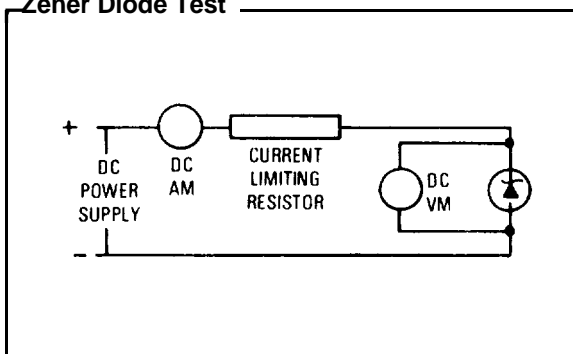 Zener Diode Test
+
DC
POWER
SUPPLY
-
DC
AM
CURRENT
LIMITING
RESISTOR
DC
VM